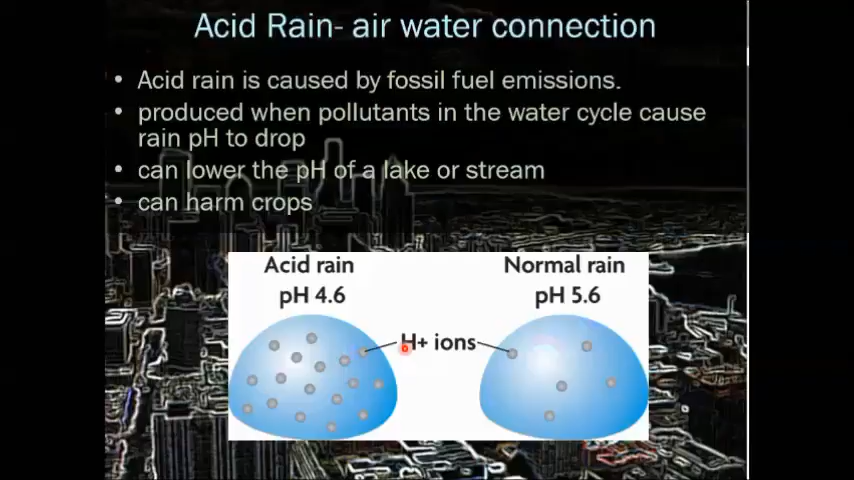 Acid Rain- air water connection
• Acid rain is caused by fossil fuel emissions.
• produced when pollutants in the water cycle cause
rain pH to drop
• can lower the pH of a lake or stream
• can harm crops
Acid rain
pH 4.6
Normal rain
pH 5.6
H+ ions